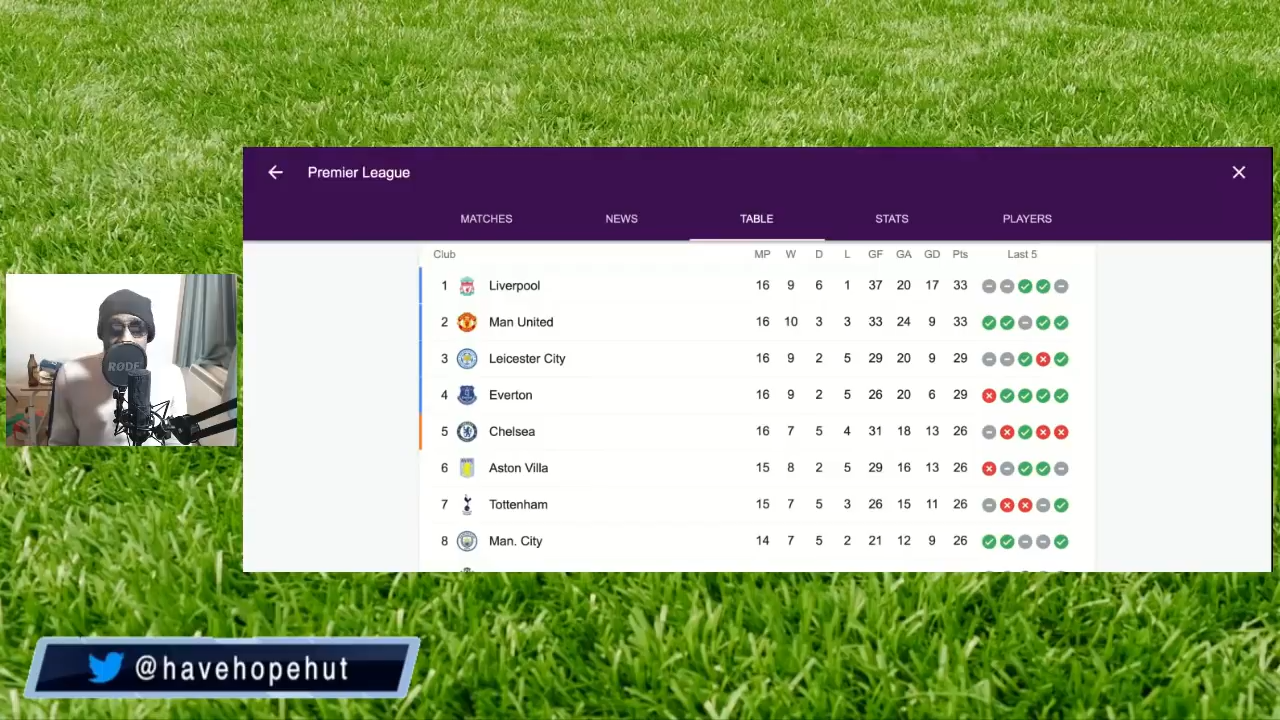 Premier League
MATCHES NEWS TABLE STATS PLAYERS
Club MP W D L GF GA GD Pts Last 5
1 Liverpool 16 9 6 1 37 20 17 33
2 Man United 16 10 3 3 33 24 9 33
3 Leicester City 16 9 2 5 29 20 9 29
4 Everton 16 9 2 5 26 20 6 29
5 Chelsea 16 7 5 4 31 18 13 26
6 Aston Villa 15 8 2 5 29 16 13 26
7 Tottenham 15 7 5 3 26 15 11 26
8 Man. City 14 7 5 2 21 12 9 26
RØDE
@havehopehut